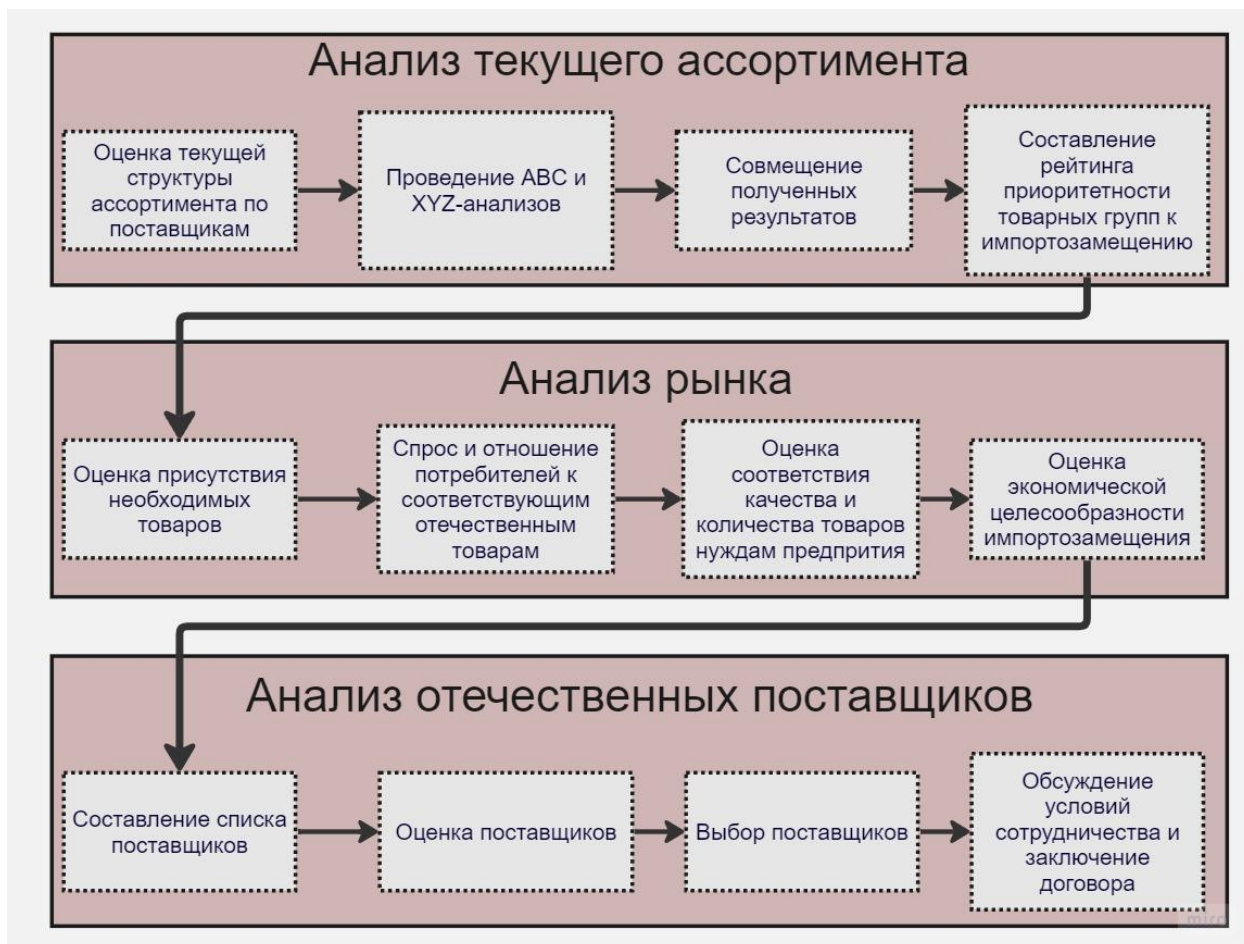 Анализ текущего ассортимента
Оценка текущей
структуры
ассортимента по
поставщикам
Проведение ABC и
XYZ-анализов
Совмещение
полученных
результатов
Составление
рейтинга
приоритетности
товарных групп к
импортозамещению
Анализ рынка
Оценка присутствия
необходимых
товаров
Спрос и отношение
потребителей к
соответствующим
отечественным
товарам
Оценка
соответствия
качества и
количества товаров
нуждам предпрития
Оценка
экономической
целесообразности
импортозамещения
Анализ отечественных поставщиков
Составление списка
поставщиков
Оценка поставщиков
Выбор поставщиков
Обсуждение
условий
сотрудничества и
заключение
договора
miro